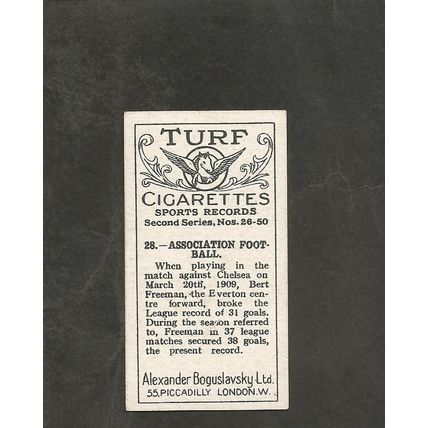 TURF
CIGARETTES
SPORTS RECORDS
Second Series, Nos. 26-50
28.—ASSOCIATION FOOT-
BALL.
When playing in the
match against Chelsea on
March 20th, 1909, Bert
Freeman, the Everton cen-
tre forward, broke the
League record of 31 goals.
During the season referred
to, Freeman in 37 league
matches secured 38 goals,
the present record.
Alexander Boguslavsky Ltd.
55, PICCADILLY LONDON. W.